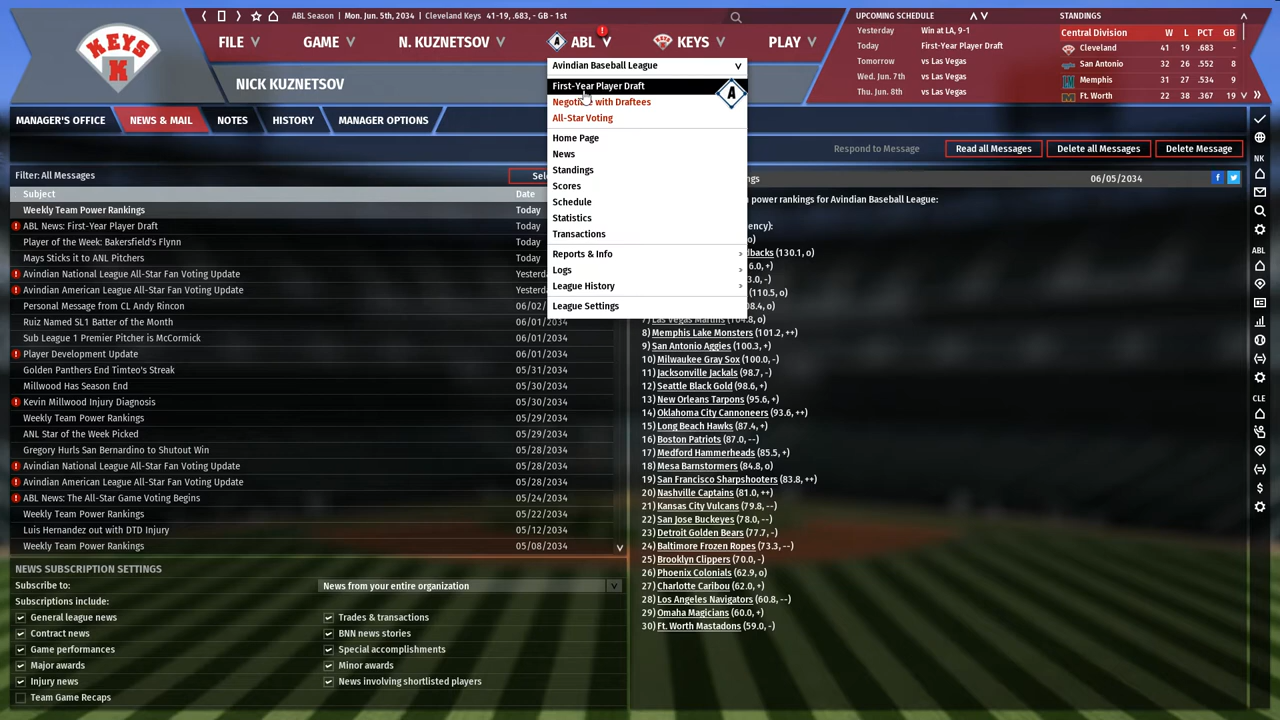 ABL Season | Mon. Jun. 5th, 2034 | Cleveland Keys 41-19, .683, - GB - 1st
FILE GAME N. KUZNETSOV ABL KEYS PLAY
KEYS
K
NICK KUZNETSOV
UPCOMING SCHEDULE
Yesterday Win at LA, 9-1
Today First-Year Player Draft
Tomorrow vs Las Vegas
Wed. Jun. 7th vs Las Vegas
Thu. Jun. 8th vs Las Vegas
STANDINGS
Central Division W L PCT GB
Cleveland 41 19 .683 -
San Antonio 32 26 .552 8
Memphis 31 27 .534 9
Ft. Worth 22 38 .367 19
MANAGER'S OFFICE NEWS & MAIL NOTEBOOK HISTORY MANAGER OPTIONS
Avindian Baseball League
First-Year Player Draft
Negotiate with Draftees
All-Star Voting
Home Page
News
Standings
Scores
Schedule
Statistics
Transactions
Reports & Info
Logs
League History
League Settings
A
Respond to Message Read all Messages Delete all Messages Delete Message
Filter: All Messages
Subject Date
Weekly Team Power Rankings Today
ABL News: First-Year Player Draft Today
Player of the Week: Bakersfield's Flynn Today
Mays Sticks it to ANL Pitchers Today
Avindian National League All-Star Fan Voting Update
Avindian American League All-Star Fan Voting Update
Personal Message from CL Andy Rincon 06/02/
Ruiz Named SL1 Batter of the Month 06/01/
Sub League 1 Premier Pitcher is McCormick 06/01/
Player Development Update 06/01/2034
Golden Panthers End Timteo's Streak 05/31/2034
Millwood Has Season End 05/30/2034
Kevin Millwood Injury Diagnosis 05/30/2034
Weekly Team Power Rankings 05/29/2034
ANL Star of the Week Picked 05/29/2034
Gregory Hurls San Bernardino to Shutout Win 05/28/2034
Avindian National League All-Star Fan Voting Update 05/28/2034
Avindian American League All-Star Fan Voting Update 05/28/2034
ABL News: The All-Star Game Voting Begins 05/24/2034
Weekly Team Power Rankings 05/22/2034
Luis Hernandez out with DTD Injury 05/12/2034
Weekly Team Power Rankings 05/08/2034
06/05/2034
power rankings for Avindian Baseball League:
(130.1, o)
8) Memphis Lake Monsters (101.2, ++)
9) San Antonio Aggies (100.3, +)
10) Milwaukee Gray Sox (100.0, -)
11) Jacksonville Jackals (98.7, -)
12) Seattle Black Gold (98.6, +)
13) New Orleans Tarpons (95.6, +)
14) Oklahoma City Cannoneers (93.6, ++)
15) Long Beach Hawks (87.4, +)
16) Boston Patriots (87.0, --)
17) Medford Hammerheads (85.5, +)
18) Mesa Barnstormers (84.8, o)
19) San Francisco Sharpshooters (83.8, ++)
20) Nashville Captains (81.0, ++)
21) Kansas City Vulcans (79.8, --)
22) San Jose Buckeyes (78.0, --)
23) Detroit Golden Bears (77.7, -)
24) Baltimore Frozen Ropes (73.3, --)
25) Brooklyn Clippers (70.0, -)
26) Phoenix Colonials (62.9, o)
27) Charlotte Caribou (62.0, +)
28) Los Angeles Navigators (60.8, --)
29) Omaha Magicians (60.0, +)
30) Ft. Worth Mastadons (59.0, -)
NEWS SUBSCRIPTION SETTINGS
Subscribe to: News from your entire organization
Subscriptions include:
General league news Trades & transactions
Contract news BNN news stories
Game performances Special accomplishments
Major awards Minor awards
Injury news News involving shortlisted players
Team Game Recaps
NK
ABL
CLE